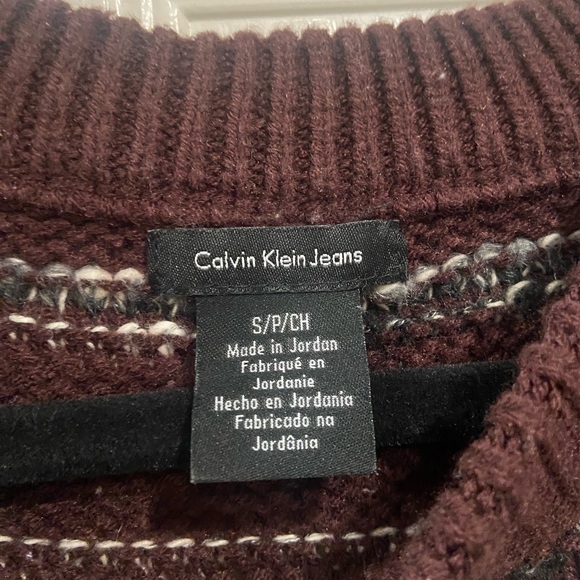 Calvin Klein Jeans
S/P/CH
Made in Jordan
Fabriqué en
Jordanie
Hecho en Jordania
Fabricado na
Jordânia